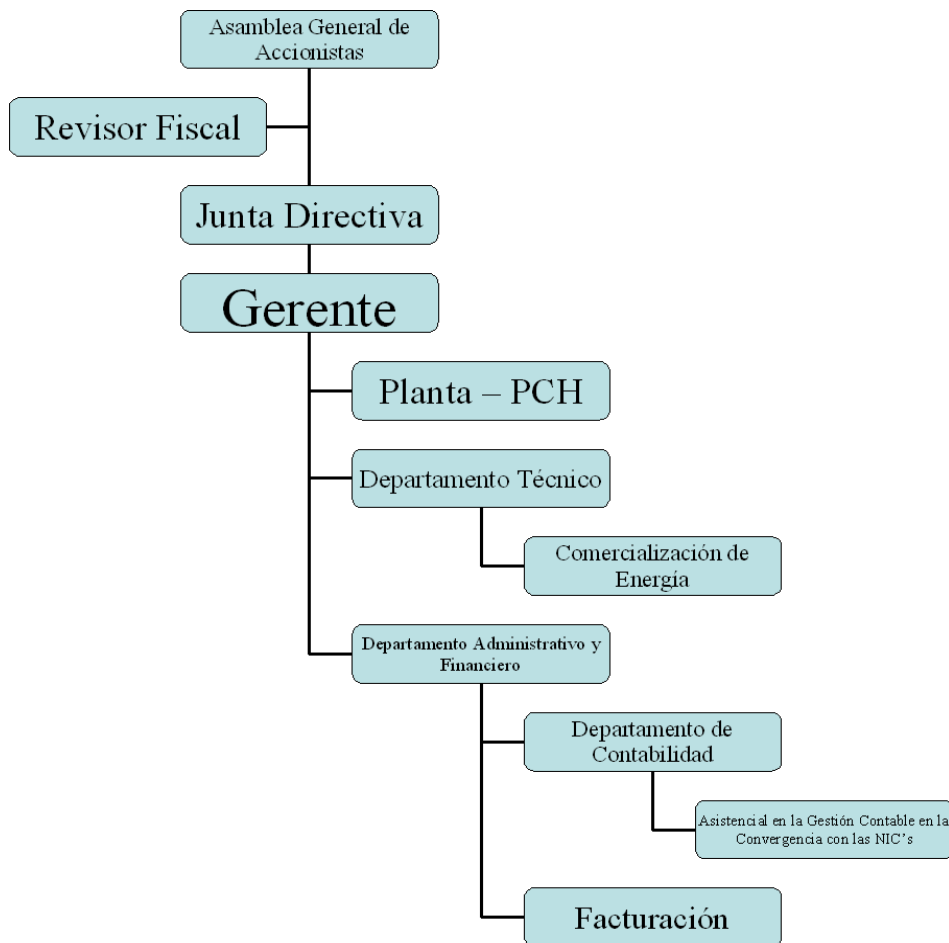 Asamblea General de
Accionistas
Revisor Fiscal
Junta Directiva
Gerente
Planta – PCH
Departamento Técnico
Comercialización de
Energía
Departamento Administrativo y
Financiero
Departamento de
Contabilidad
Asistencial en la Gestión Contable en la
Convergencia con las NIC’s
Facturación